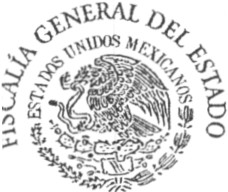 FISCALÍA GENERAL DEL ESTADO
ESTADOS UNIDOS MEXICANOS